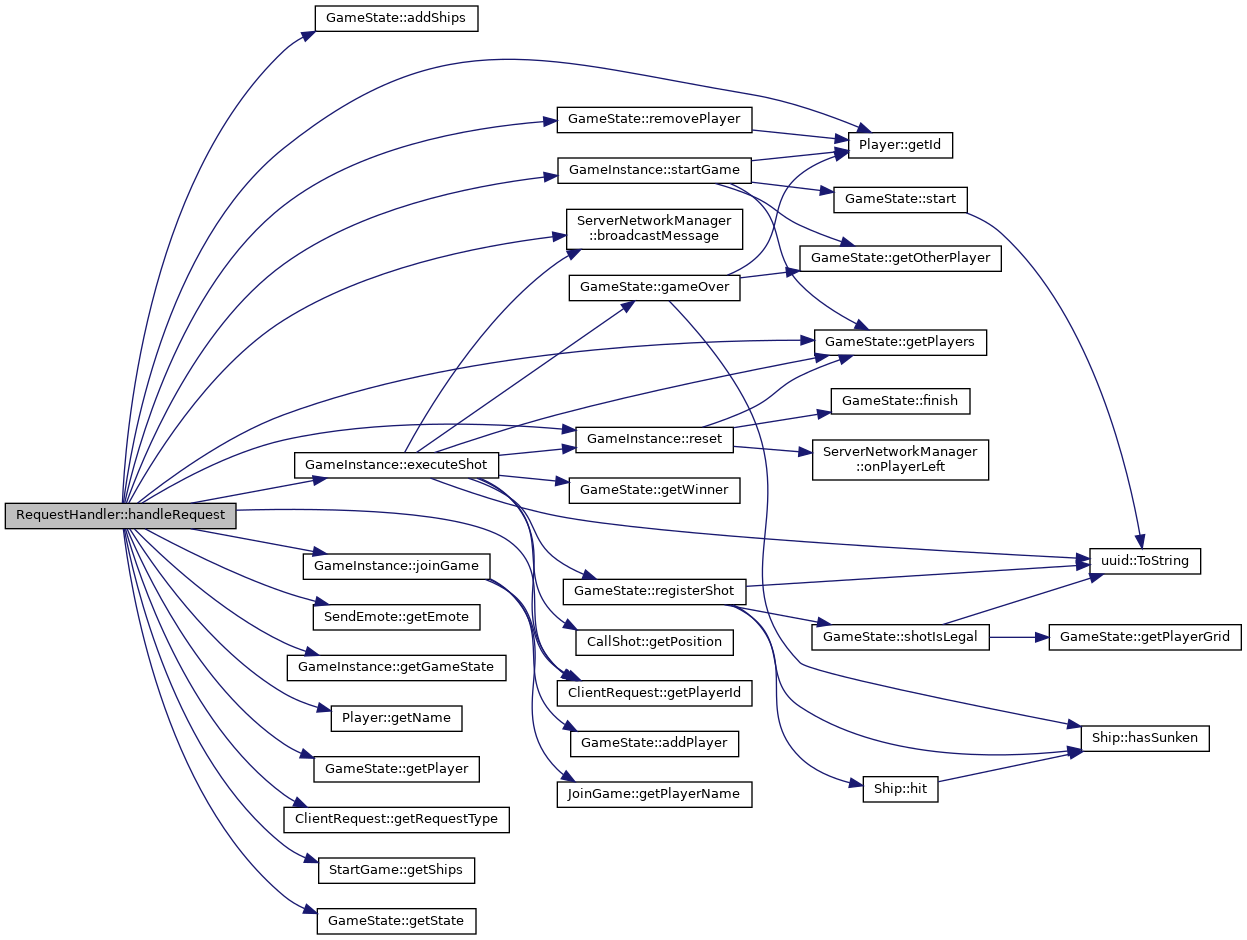 GameState::addShips
GameState::removePlayer
Player::getId
GameInstance::startGame
GameState::start
ServerNetworkManager
::broadcastMessage
GameState::getOtherPlayer
GameState::gameOver
GameState::getPlayers
GameState::finish
GameInstance::reset
ServerNetworkManager
::onPlayerLeft
GameInstance::executeShot
GameState::getWinner
RequestHandler::handleRequest
uuid::ToString
GameInstance::joinGame
GameState::registerShot
SendEmote::getEmote
GameState::shotIsLegal
GameState::getPlayerGrid
CallShot::getPosition
GameInstance::getGameState
ClientRequest::getPlayerId
Player::getName
Ship::hasSunken
GameState::addPlayer
GameState::getPlayer
Ship::hit
JoinGame::getPlayerName
ClientRequest::getRequestType
StartGame::getShips
GameState::getState